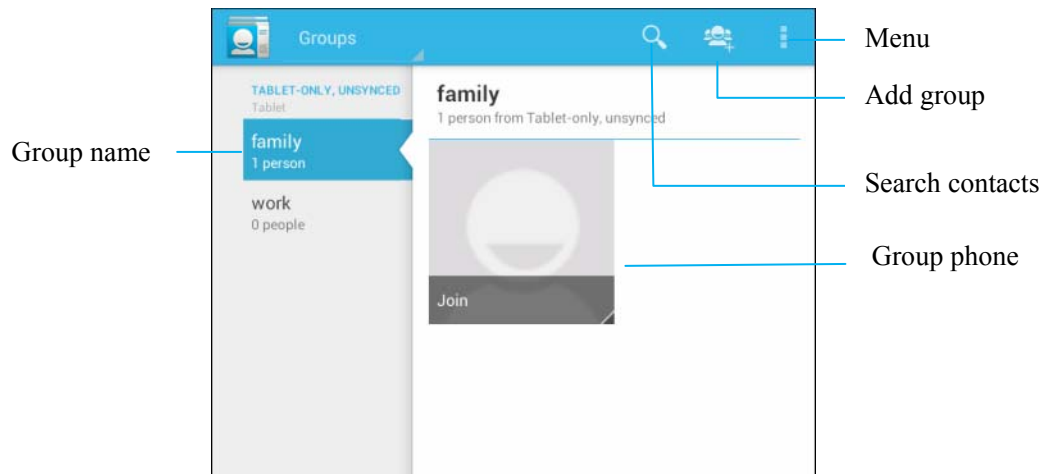 Groups
Menu
Add group
TABLET-ONLY, UNSYNCED
Tablet
family
1 person
work
0 people
family
1 person from Tablet-only, unsynced
Join
Group name
Search contacts
Group phone